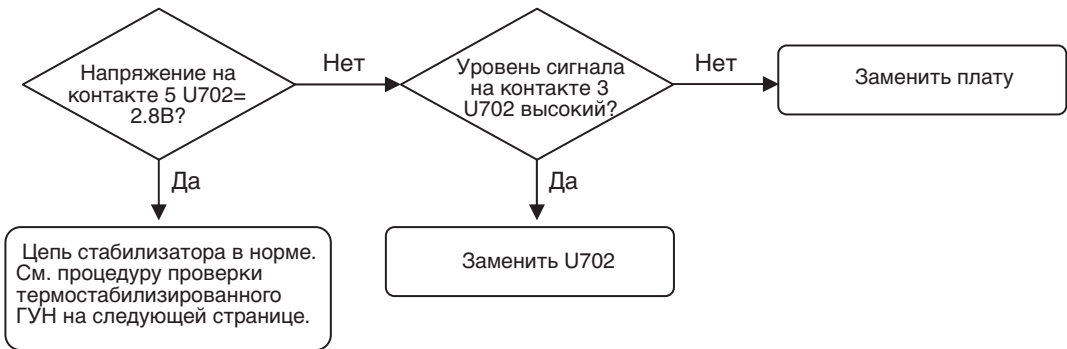 Напряжение на
контакте 5 U702=
2.8В?
Нет
Уровень сигнала
на контакте 3
U702 высокий?
Нет
Заменить плату
Да
Да
Цепь стабилизатора в норме.
См. процедуру проверки
термостабилизированного
ГУН на следующей странице.
Заменить U702